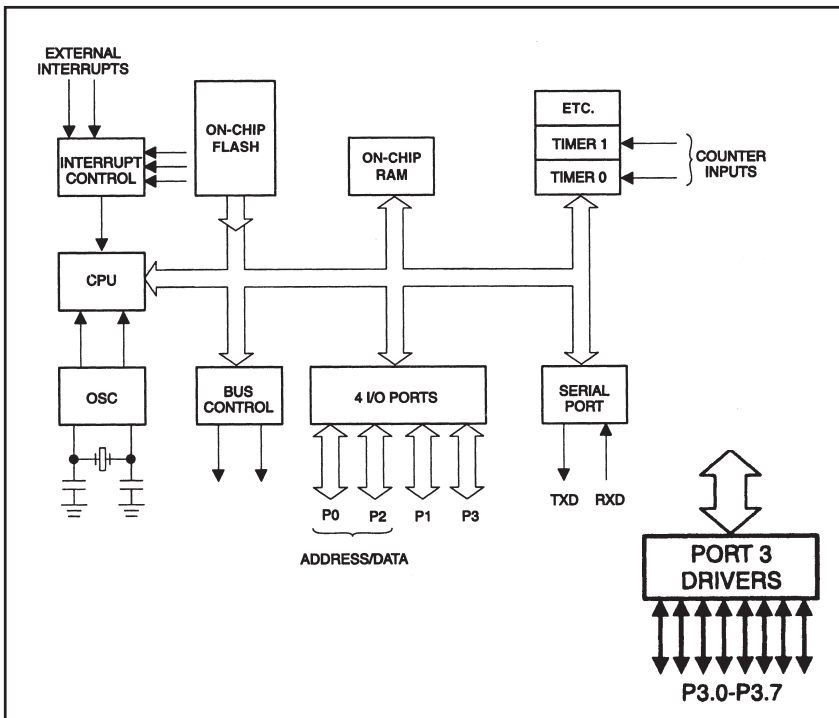 EXTERNAL
INTERRUPTS
INTERRUPT
CONTROL
ON-CHIP
FLASH
ON-CHIP
RAM
ETC.
TIMER 1
TIMER 0
COUNTER
INPUTS
CPU
OSC
BUS
CONTROL
4 I/O PORTS
SERIAL
PORT
P0 P2 P1 P3
ADDRESS/DATA
TXD RXD
PORT 3
DRIVERS
P3.0-P3.7